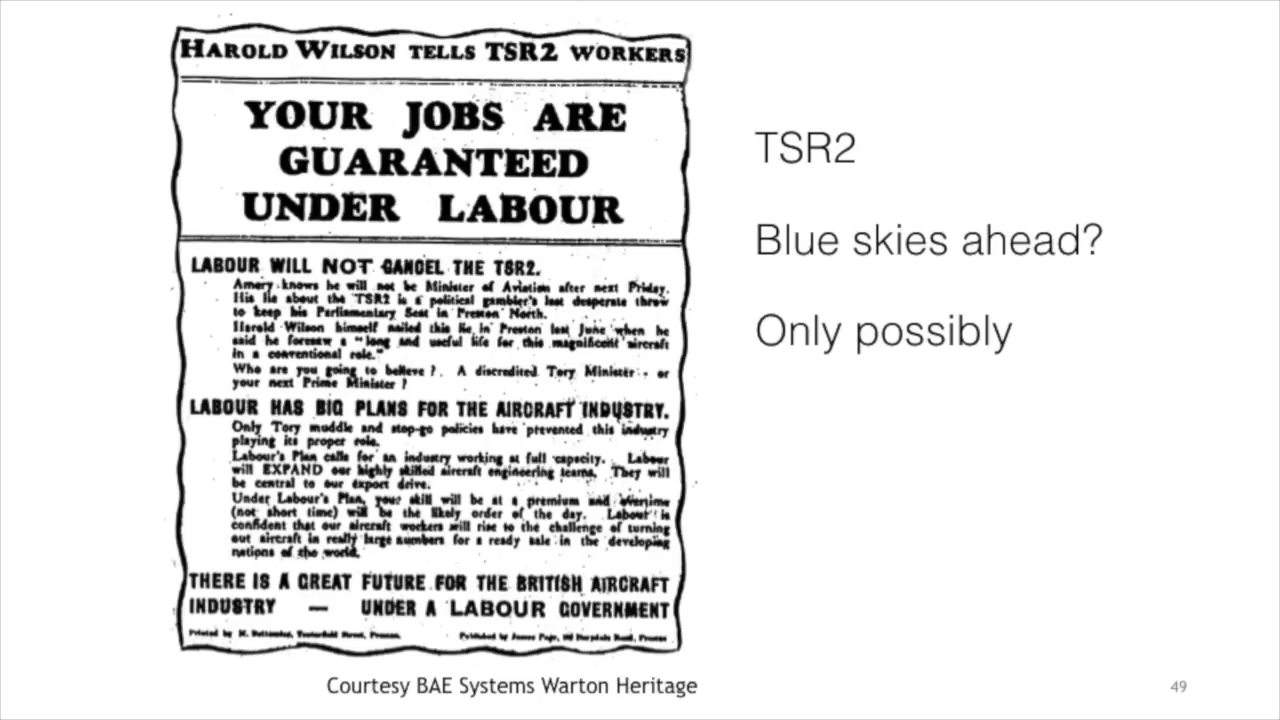 HAROLD WILSON TELLS TSR2 WORKERS
YOUR JOBS ARE
GUARANTEED
UNDER LABOUR
LABOUR WILL NOT CANCEL THE TSR2.
Amery knows he will not be Minister of Aviation after next Friday.
His lie about the TSR2 is a political gambler's last desperate throw
to keep his Parliamentary Seat in Preston North.
Harold Wilson himself nailed this lie in Preston last June when he
said he foresaw a "long and useful life for this magnificent aircraft
in a conventional role."
Who are you going to believe? A discredited Tory Minister - or
your next Prime Minister?
LABOUR HAS BIG PLANS FOR THE AIRCRAFT INDUSTRY.
Only Tory muddle and stop-go policies have prevented this industry
playing its proper role.
Labour's Plan calls for an industry working at full capacity. Labour
will EXPAND our highly skilled aircraft engineering teams. They will
be central to our export drive.
Under Labour's Plan, your skill will be at a premium and overtime
(not short time) will be the likely order of the day. Labour is
confident that our aircraft workers will rise to the challenge of turning
out aircraft in really large numbers for a ready sale in the developing
nations of the world.
THERE IS A GREAT FUTURE FOR THE BRITISH AIRCRAFT
INDUSTRY — UNDER A LABOUR GOVERNMENT
Printed by Street, Preston. Published by James Road, Preston
TSR2
Blue skies ahead?
Only possibly
Courtesy BAE Systems Warton Heritage
49